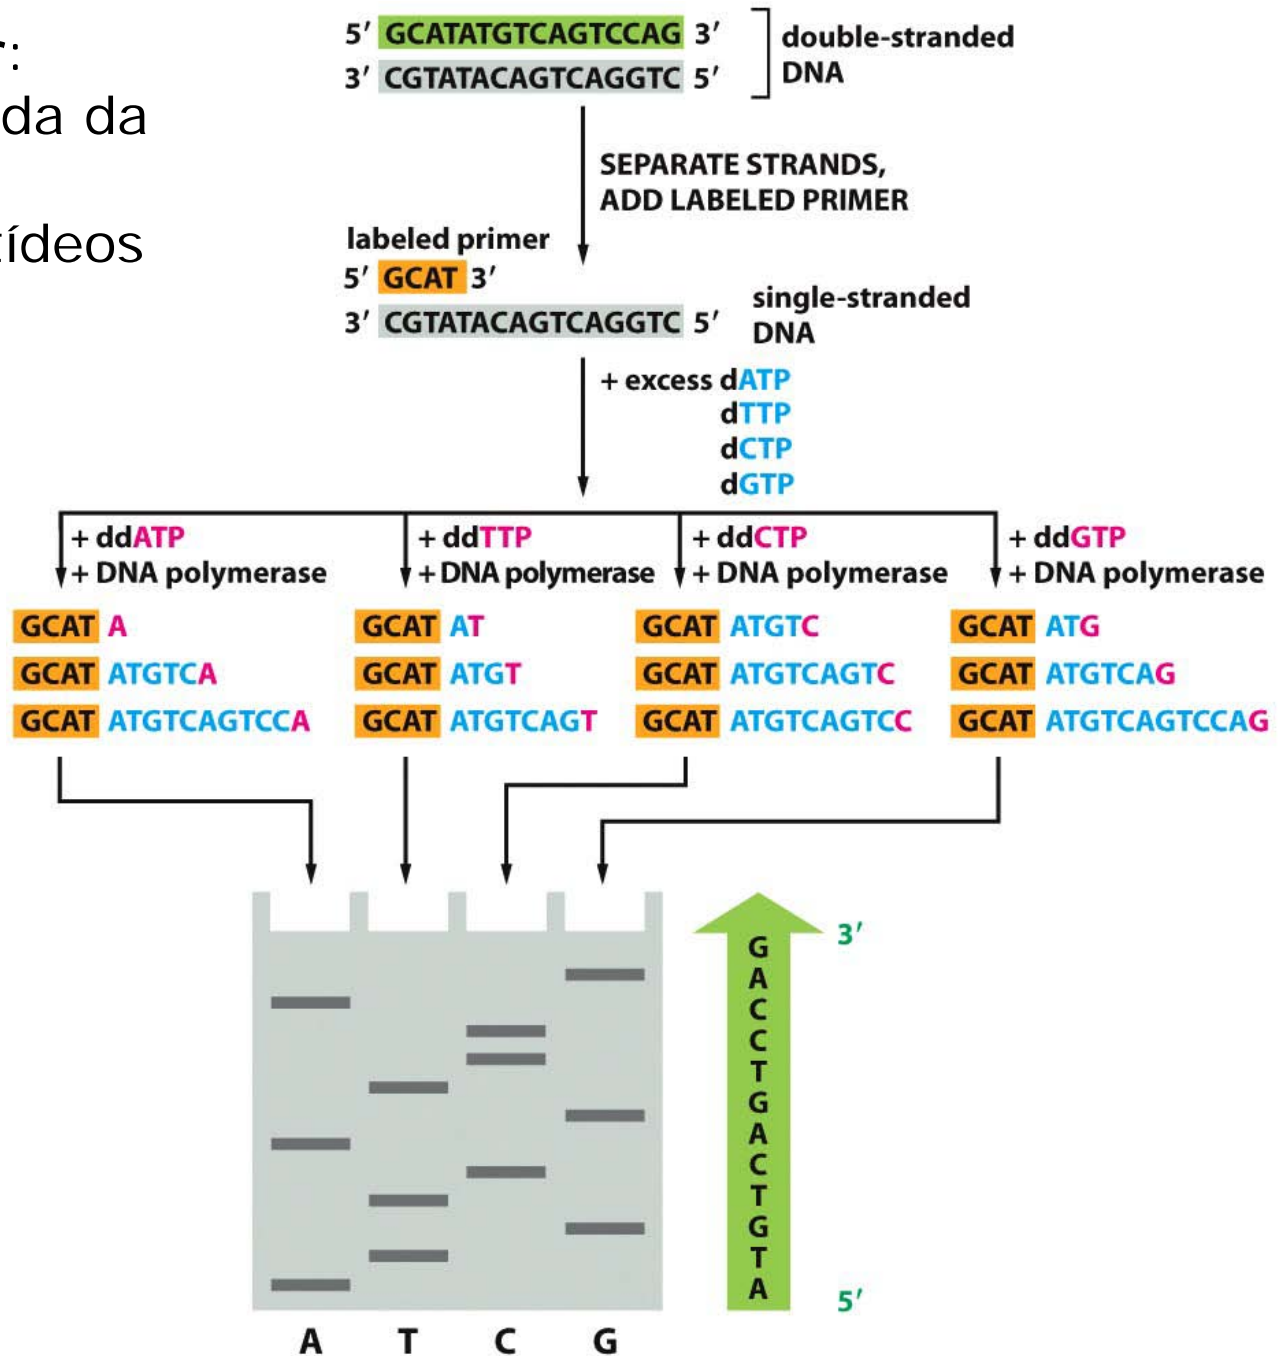 r:
da da
tídeos
5′ GCATATGTCAGTCCAG 3′
3′ CGTATACAGTCAGGTC 5′
double-stranded
DNA
SEPARATE STRANDS,
ADD LABELED PRIMER
labeled primer
5′ GCAT 3′
3′ CGTATACAGTCAGGTC 5′
single-stranded
DNA
+ excess dATP
dTTP
dCTP
dGTP
+ ddATP
+ DNA polymerase
+ ddTTP
+ DNA polymerase
+ ddCTP
+ DNA polymerase
+ ddGTP
+ DNA polymerase
GCAT A
GCAT ATGTCA
GCAT ATGTCAGTCCA
GCAT AT
GCAT ATGT
GCAT ATGTCAGT
GCAT ATGTC
GCAT ATGTCAGTC
GCAT ATGTCAGTCC
GCAT ATG
GCAT ATGTCAG
GCAT ATGTCAGTCCAG
3′
G
A
C
C
T
G
A
C
T
G
T
A
5′
A T C G